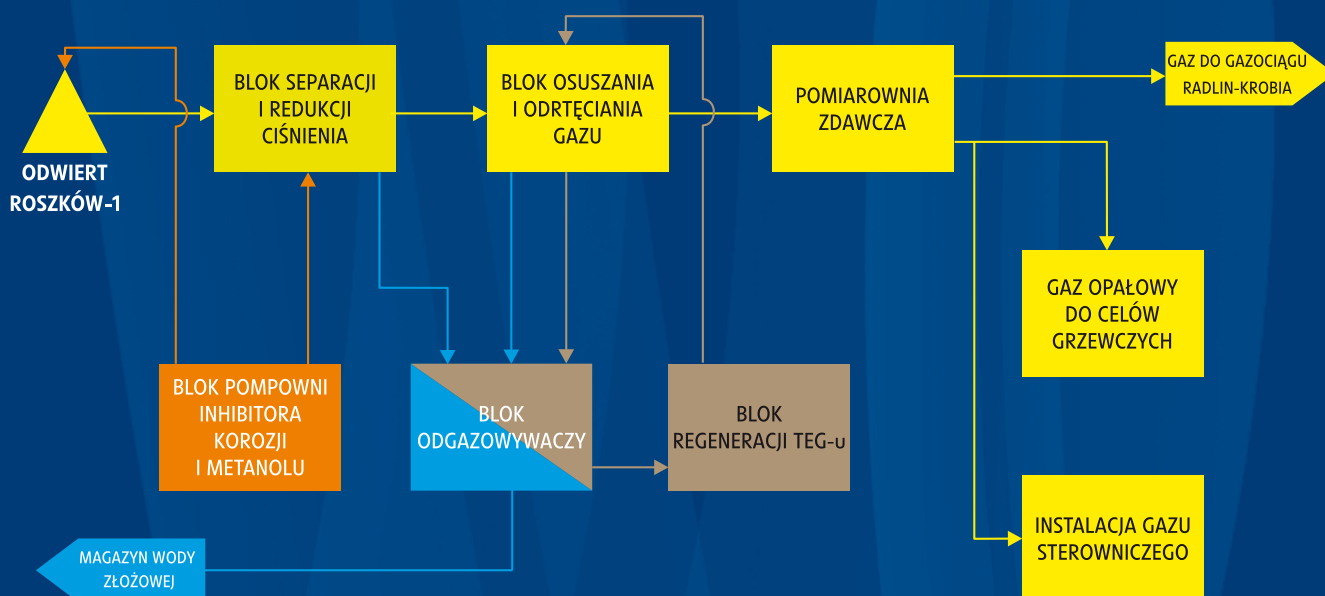 BLOK SEPARACJI
I REDUKCJI
CIŚNIENIA
BLOK OSUSZANIA
I ODRTĘCIANIA
GAZU
POMIAROWNIA
ZDAWCZA
GAZ DO GAZOCIĄGU
RADLIN-KROBIA
ODWIERT
ROSZKÓW-1
GAZ OPAŁOWY
DO CELÓW
GRZEWCZYCH
BLOK POMPOWNI
INHIBITORA
KOROZJI
I METANOLU
BLOK
ODGAZOWYWACZY
BLOK
REGENERACJI TEG-u
INSTALACJA GAZU
STEROWNICZEGO
MAGAZYN WODY
ZŁOŻOWEJ